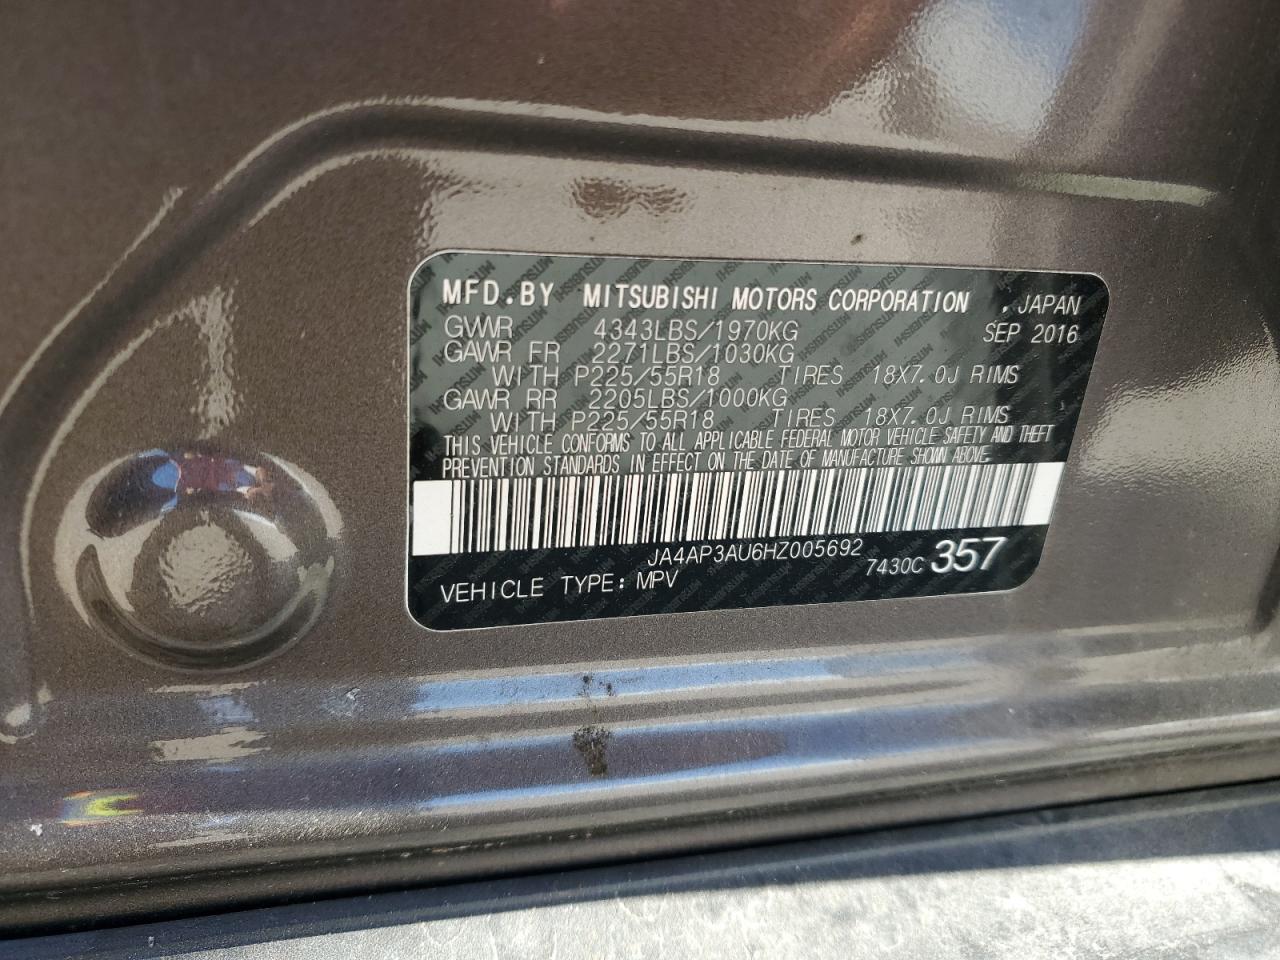 MFD.BY MITSUBISHI MOTORS CORPORATION , JAPAN
GVWR 4343LBS/1970KG SEP 2016
GAWR FR 2271LBS/1030KG
WITH P225/55R18 TIRES 18X7.0J RIMS
GAWR RR 2205LBS/1000KG
WITH P225/55R18 TIRES 18X7.0J RIMS
THIS VEHICLE CONFORMS TO ALL APPLICABLE FEDERAL MOTOR VEHICLE SAFETY AND THEFT
PREVENTION STANDARDS IN EFFECT ON THE DATE OF MANUFACTURE SHOWN ABOVE.
JA4AP3AU6HZ005692
VEHICLE TYPE: MPV 7430C 357